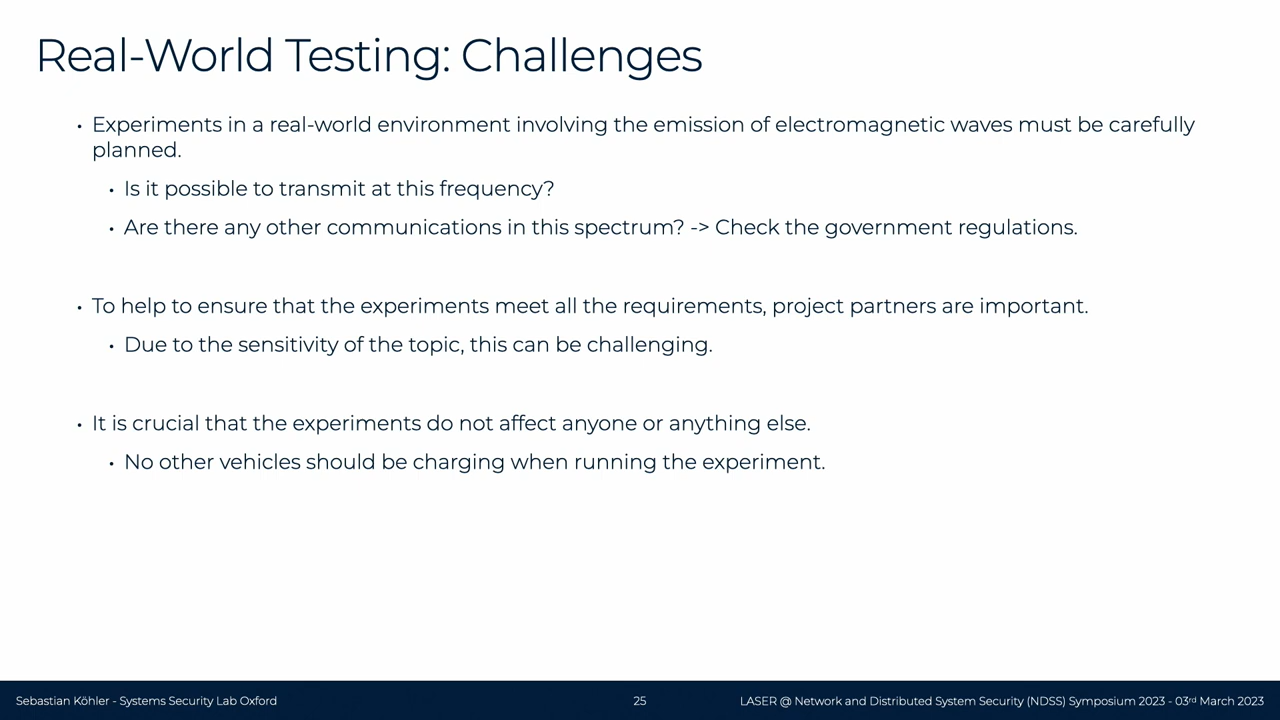 Real-World Testing: Challenges
• Experiments in a real-world environment involving the emission of electromagnetic waves must be carefully
planned.
• Is it possible to transmit at this frequency?
• Are there any other communications in this spectrum? -> Check the government regulations.
• To help to ensure that the experiments meet all the requirements, project partners are important.
• Due to the sensitivity of the topic, this can be challenging.
• It is crucial that the experiments do not affect anyone or anything else.
• No other vehicles should be charging when running the experiment.
Sebastian Köhler - Systems Security Lab Oxford
25
LASER @ Network and Distributed System Security (NDSS) Symposium 2023 - 03rd March 2023